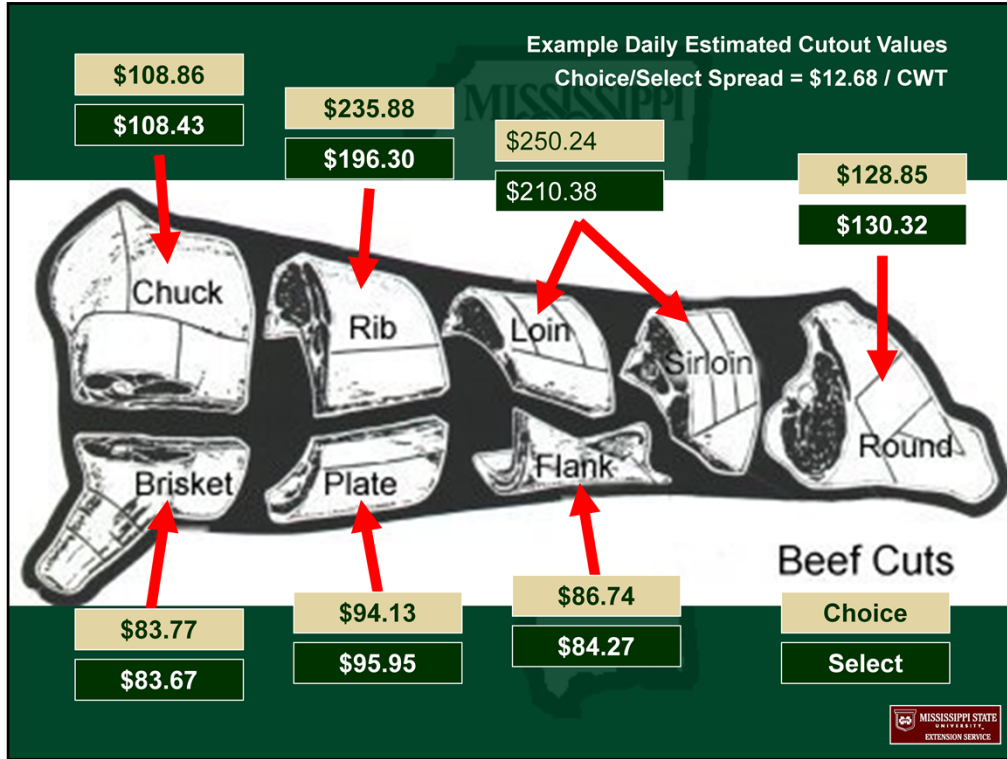 Example Daily Estimated Cutout Values
Choice/Select Spread = $12.68 / CWT
MISSISSIPPI
$108.86
$108.43
$235.88
$196.30
$250.24
$210.38
$128.85
$130.32
Chuck
Rib
Loin
Sirloin
Round
Brisket
Plate
Flank
Beef Cuts
$83.77
$83.67
$94.13
$95.95
$86.74
$84.27
Choice
Select
MISSISSIPPI STATE
UNIVERSITY™
EXTENSION SERVICE